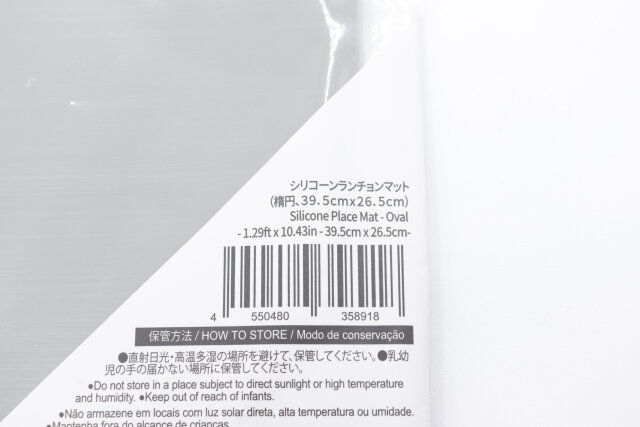 シリコーンランチョンマット
(楕円、39.5cmx26.5cm)
Silicone Place Mat - Oval
- 1.29ft x 10.43in - 39.5cm x 26.5cm-
4 550480 358918
保管方法 / HOW TO STORE / Modo de conservação
●直射日光・高温多湿の場所を避けて、保管してください。●乳幼
児の手の届かない場所に保管してください。
●Do not store in a place subject to direct sunlight or high temperature
and humidity. ●Keep out of reach of infants.
●Não armazene em locais com luz solar direta, alta temperatura ou umidade.
●Mantenha fora do alcance de crianças.